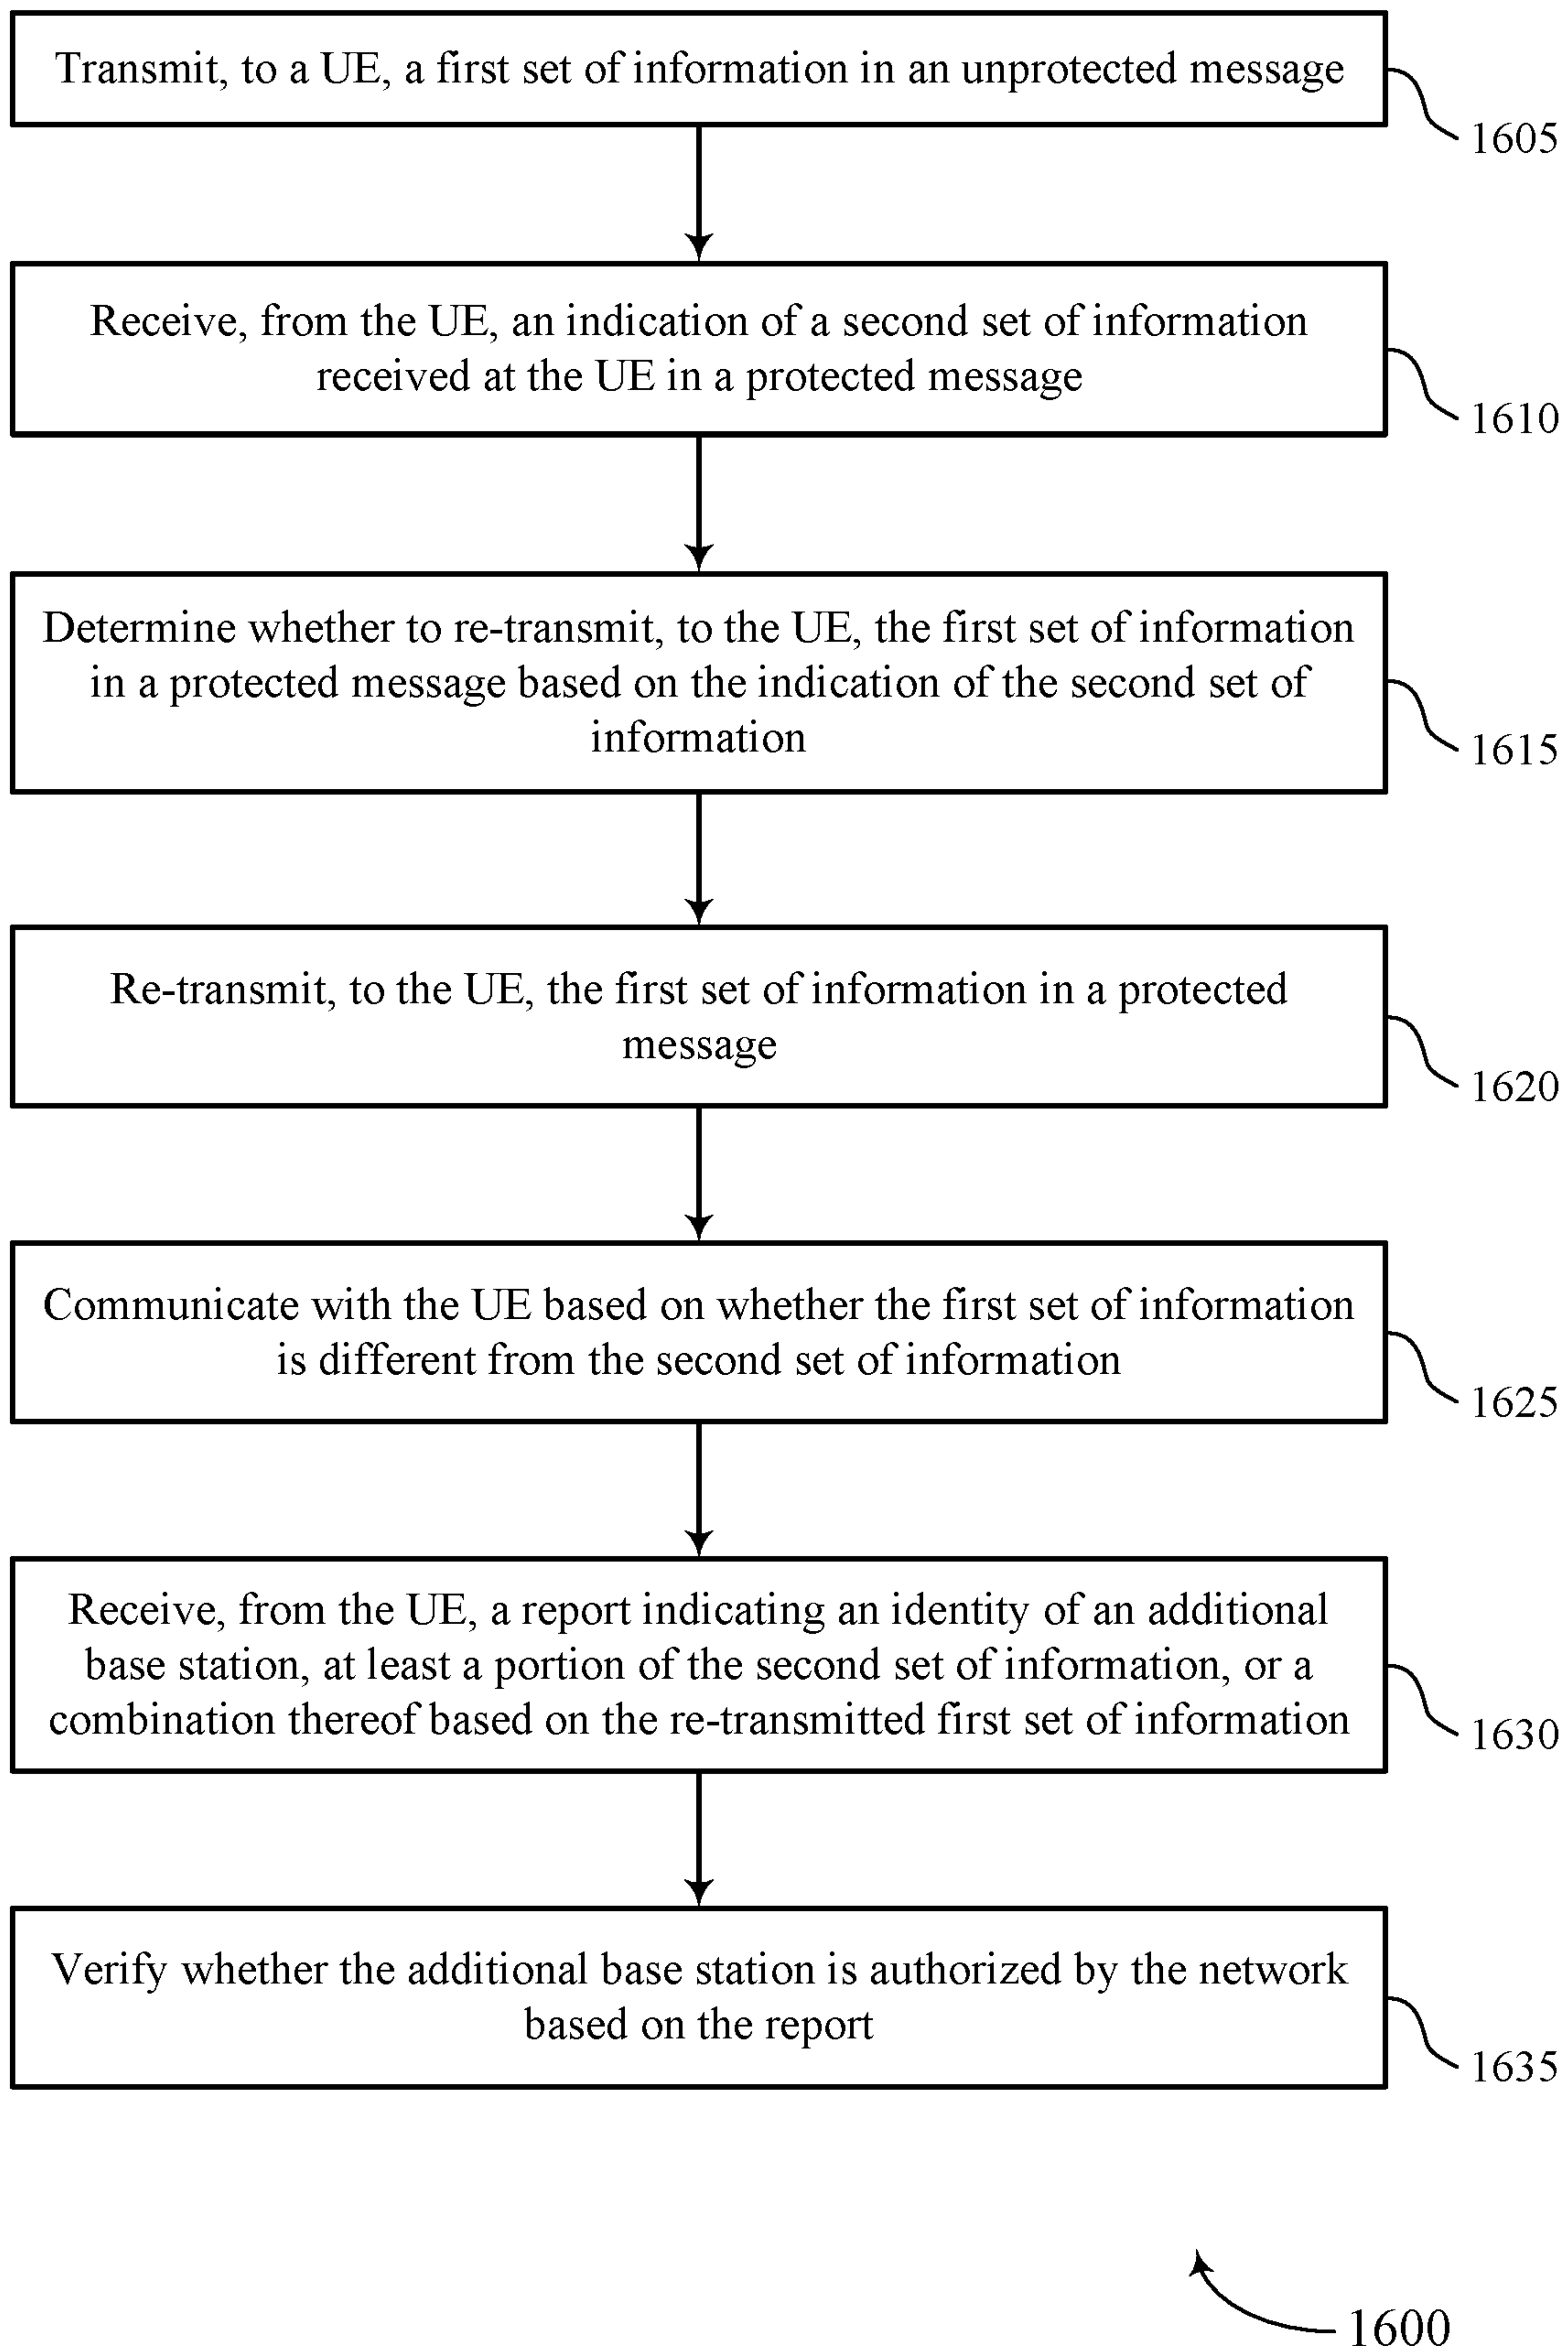 Transmit, to a UE, a first set of information in an unprotected message
1605
Receive, from the UE, an indication of a second set of information
received at the UE in a protected message
1610
Determine whether to re-transmit, to the UE, the first set of information
in a protected message based on the indication of the second set of
information
1615
Re-transmit, to the UE, the first set of information in a protected
message
1620
Communicate with the UE based on whether the first set of information
is different from the second set of information
1625
Receive, from the UE, a report indicating an identity of an additional
base station, at least a portion of the second set of information, or a
combination thereof based on the re-transmitted first set of information
1630
Verify whether the additional base station is authorized by the network
based on the report
1635
1600